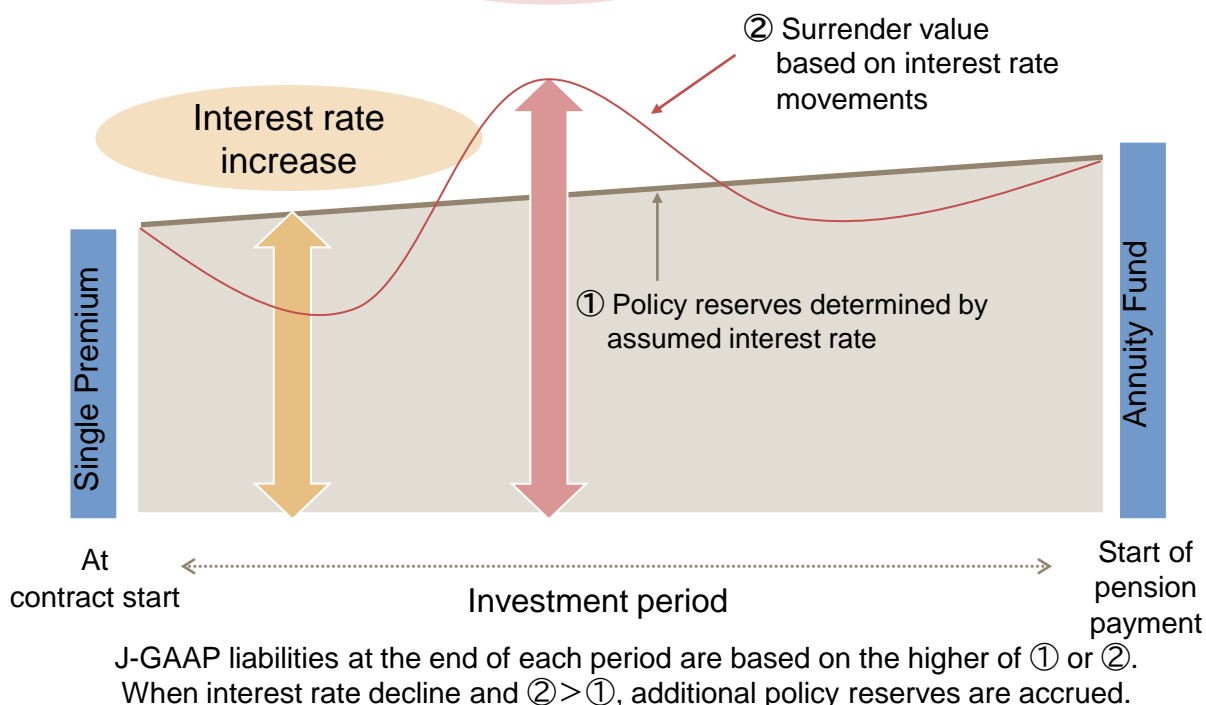 ② Surrender value
based on interest rate
movements
Interest rate
increase
① Policy reserves determined by
assumed interest rate
Single Premium
Annuity Fund
At
contract start
Investment period
Start of
pension
payment
J-GAAP liabilities at the end of each period are based on the higher of ① or ②.
When interest rate decline and ②>①, additional policy reserves are accrued.